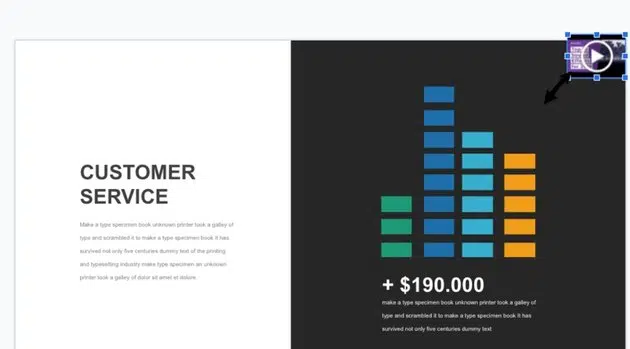 CUSTOMER
SERVICE
Make a type specimen book unknown printer took a galley of
type and scrambled it to make a type specimen book It has
survived not only five centuries dummy text of the printing
and typesetting industry make type specimen an unknown
printer took a galley of dolor sit amet et dolore
+ $190.000
make a type specimen book unknown printer took a galley of
type and scrambled it to make a type specimen book It has
survived not only five centuries dummy text